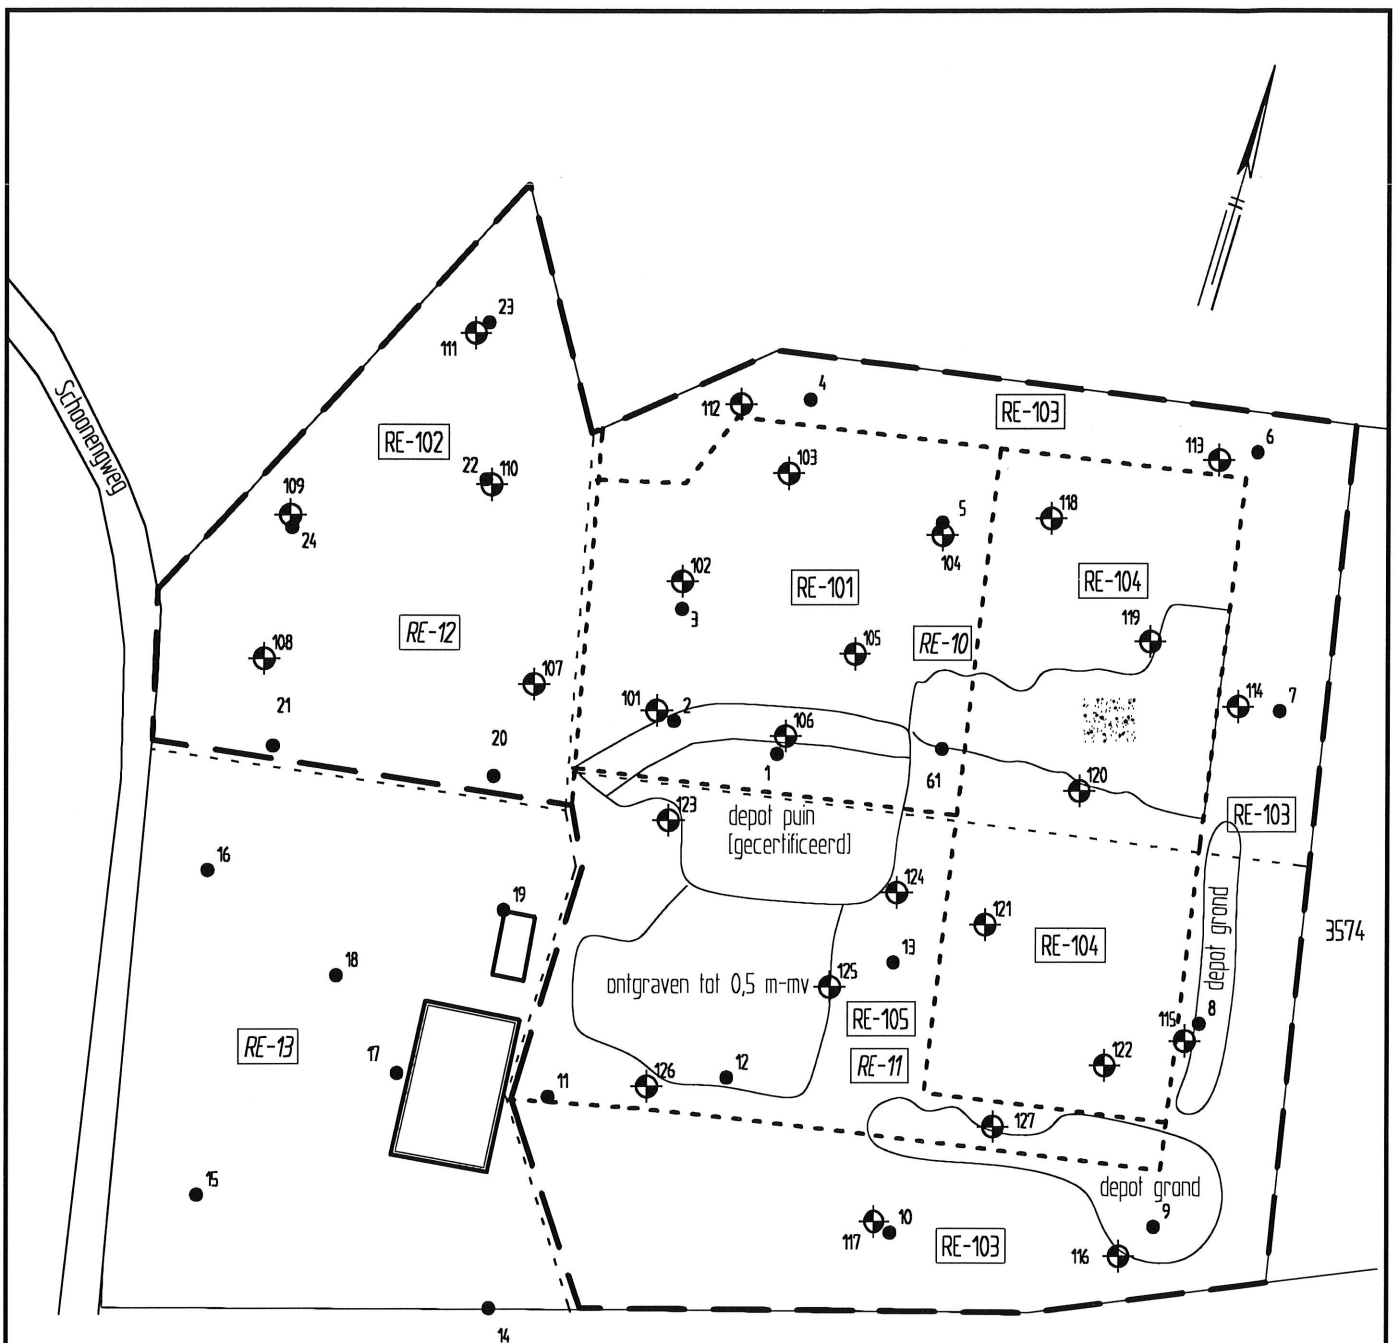 23
111
Schoonengweg
RE-102
4
112
RE-103
113
6
103
22
110
109
24
5
104
118
102
3
RE-101
RE-104
119
RE-12
RE-10
108
105
107
101
2
114
7
21
106
20
1
61
120
123
depot puin
[gecertificeerd]
RE-103
16
124
19
121
3574
depot grond
RE-104
13
18
ontgraven tot 0,5 m-mv
125
RE-105
8
115
RE-13
17
RE-11
122
12
126
11
127
15
depot grond
10
117
9
RE-103
116
14